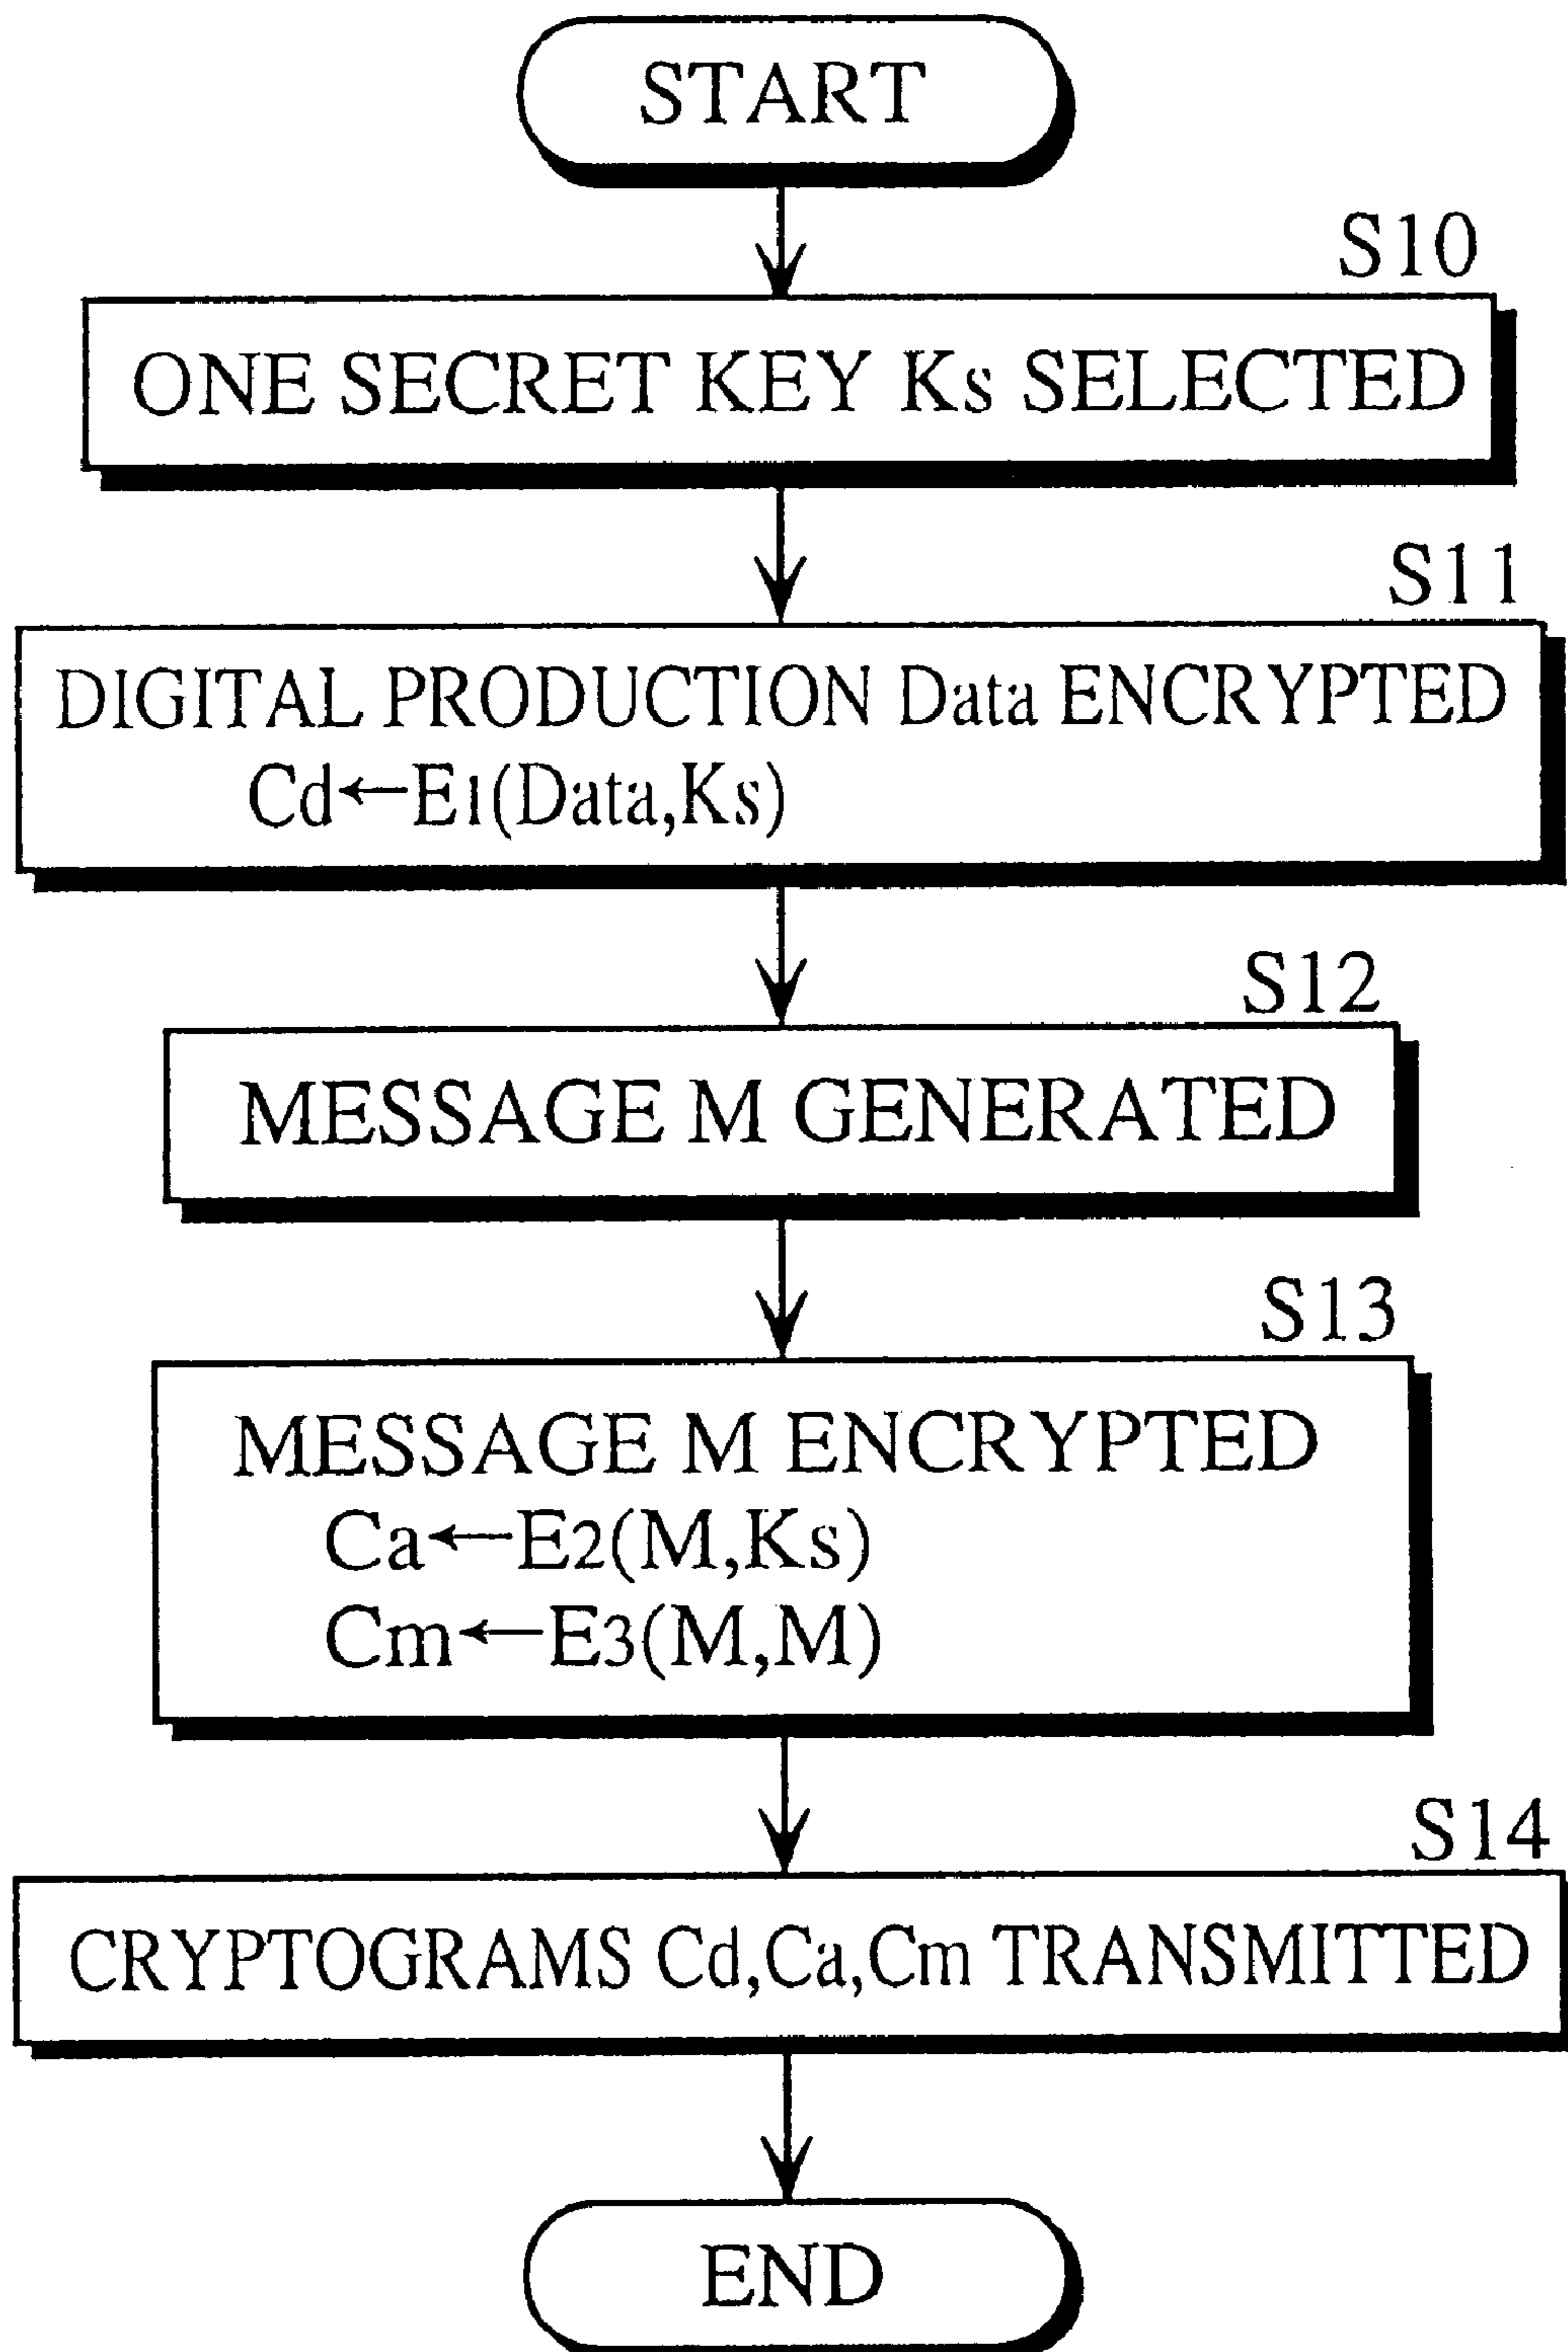 START
S10
ONE SECRET KEY Ks SELECTED
S11
DIGITAL PRODUCTION Data ENCRYPTED
Cd←E1(Data,Ks)
S12
MESSAGE M GENERATED
S13
MESSAGE M ENCRYPTED
Ca←E2(M,Ks)
Cm←E3(M,M)
S14
CRYPTOGRAMS Cd,Ca,Cm TRANSMITTED
END